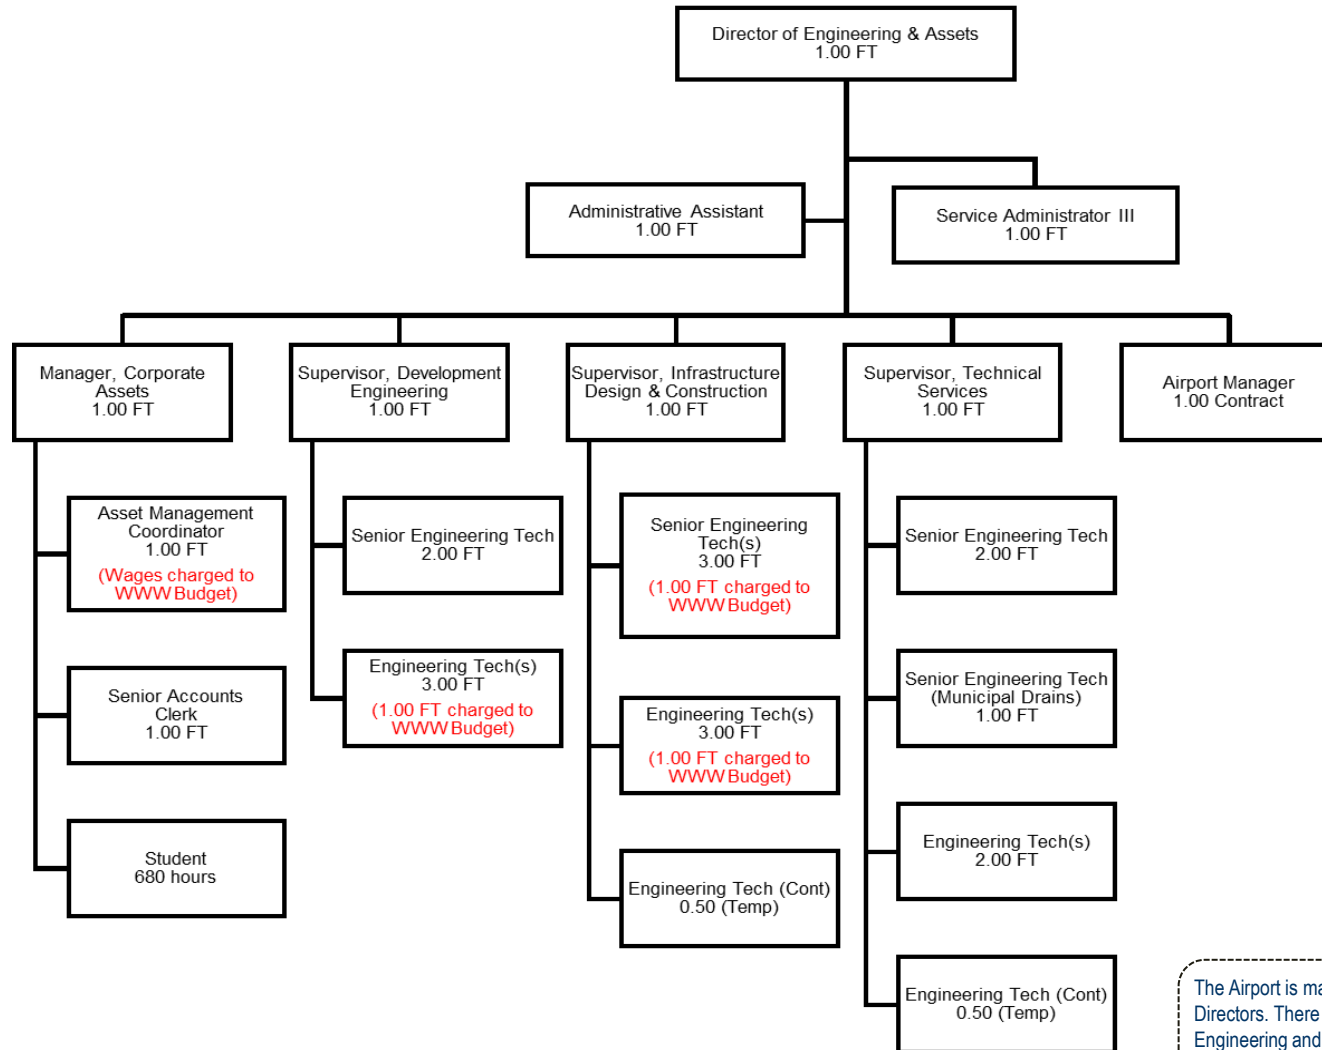 Director of Engineering & Assets
1.00 FT
Administrative Assistant
1.00 FT
Service Administrator III
1.00 FT
Manager, Corporate
Assets
1.00 FT
Supervisor, Development
Engineering
1.00 FT
Supervisor, Infrastructure
Design & Construction
1.00 FT
Supervisor, Technical
Services
1.00 FT
Airport Manager
1.00 Contract
Asset Management
Coordinator
1.00 FT
(Wages charged to
WWW Budget)
Senior Accounts
Clerk
1.00 FT
Student
680 hours
Senior Engineering Tech
2.00 FT
Engineering Tech(s)
3.00 FT
(1.00 FT charged to
WWW Budget)
Senior Engineering
Tech(s)
3.00 FT
(1.00 FT charged to
WWW Budget)
Engineering Tech(s)
3.00 FT
(1.00 FT charged to
WWW Budget)
Engineering Tech (Cont)
0.50 (Temp)
Senior Engineering Tech
2.00 FT
Senior Engineering Tech
(Municipal Drains)
1.00 FT
Engineering Tech(s)
2.00 FT
Engineering Tech (Cont)
0.50 (Temp)
The Airport is
Directors. There
Engineering and